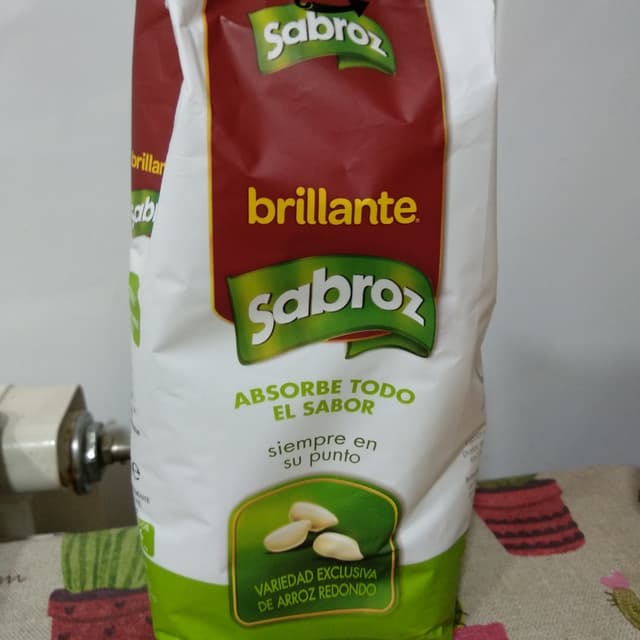 Sabroz
brillante
Sabroz
ABSORBE TODO
EL SABOR
siempre en
su punto
VARIEDAD EXCLUSIVA
DE ARROZ REDONDO